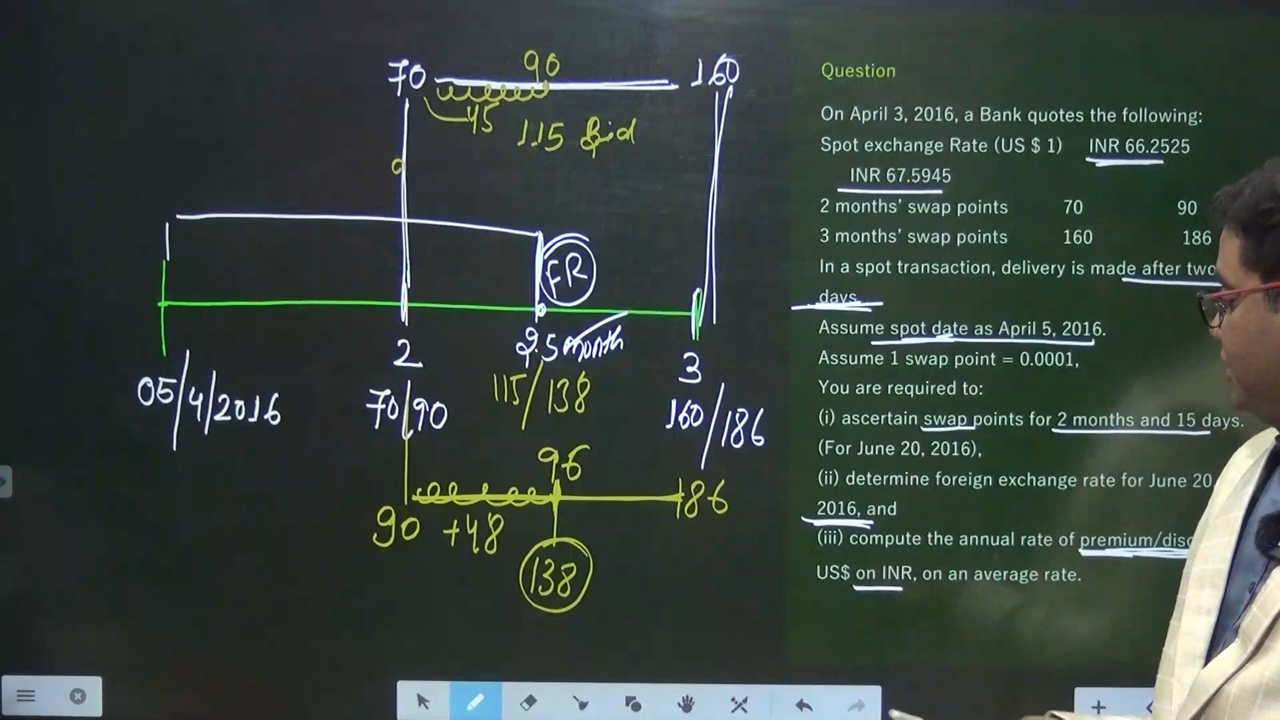 70 90 160
45 115 Bid
FR
2 2.5 month 3
05/4/2016 70/90 115/138 160/186
96
90 +48 186
138
Question
On April 3, 2016, a Bank quotes the following:
Spot exchange Rate (US $ 1) INR 66.2525
INR 67.5945
2 months' swap points 70 90
3 months' swap points 160 186
In a spot transaction, delivery is made after two
days.
Assume spot date as April 5, 2016.
Assume 1 swap point = 0.0001,
You are required to:
(i) ascertain swap points for 2 months and 15 days.
(For June 20, 2016),
(ii) determine foreign exchange rate for June 20
2016, and
(iii) compute the annual rate of premium/disc
US$ on INR, on an average rate.